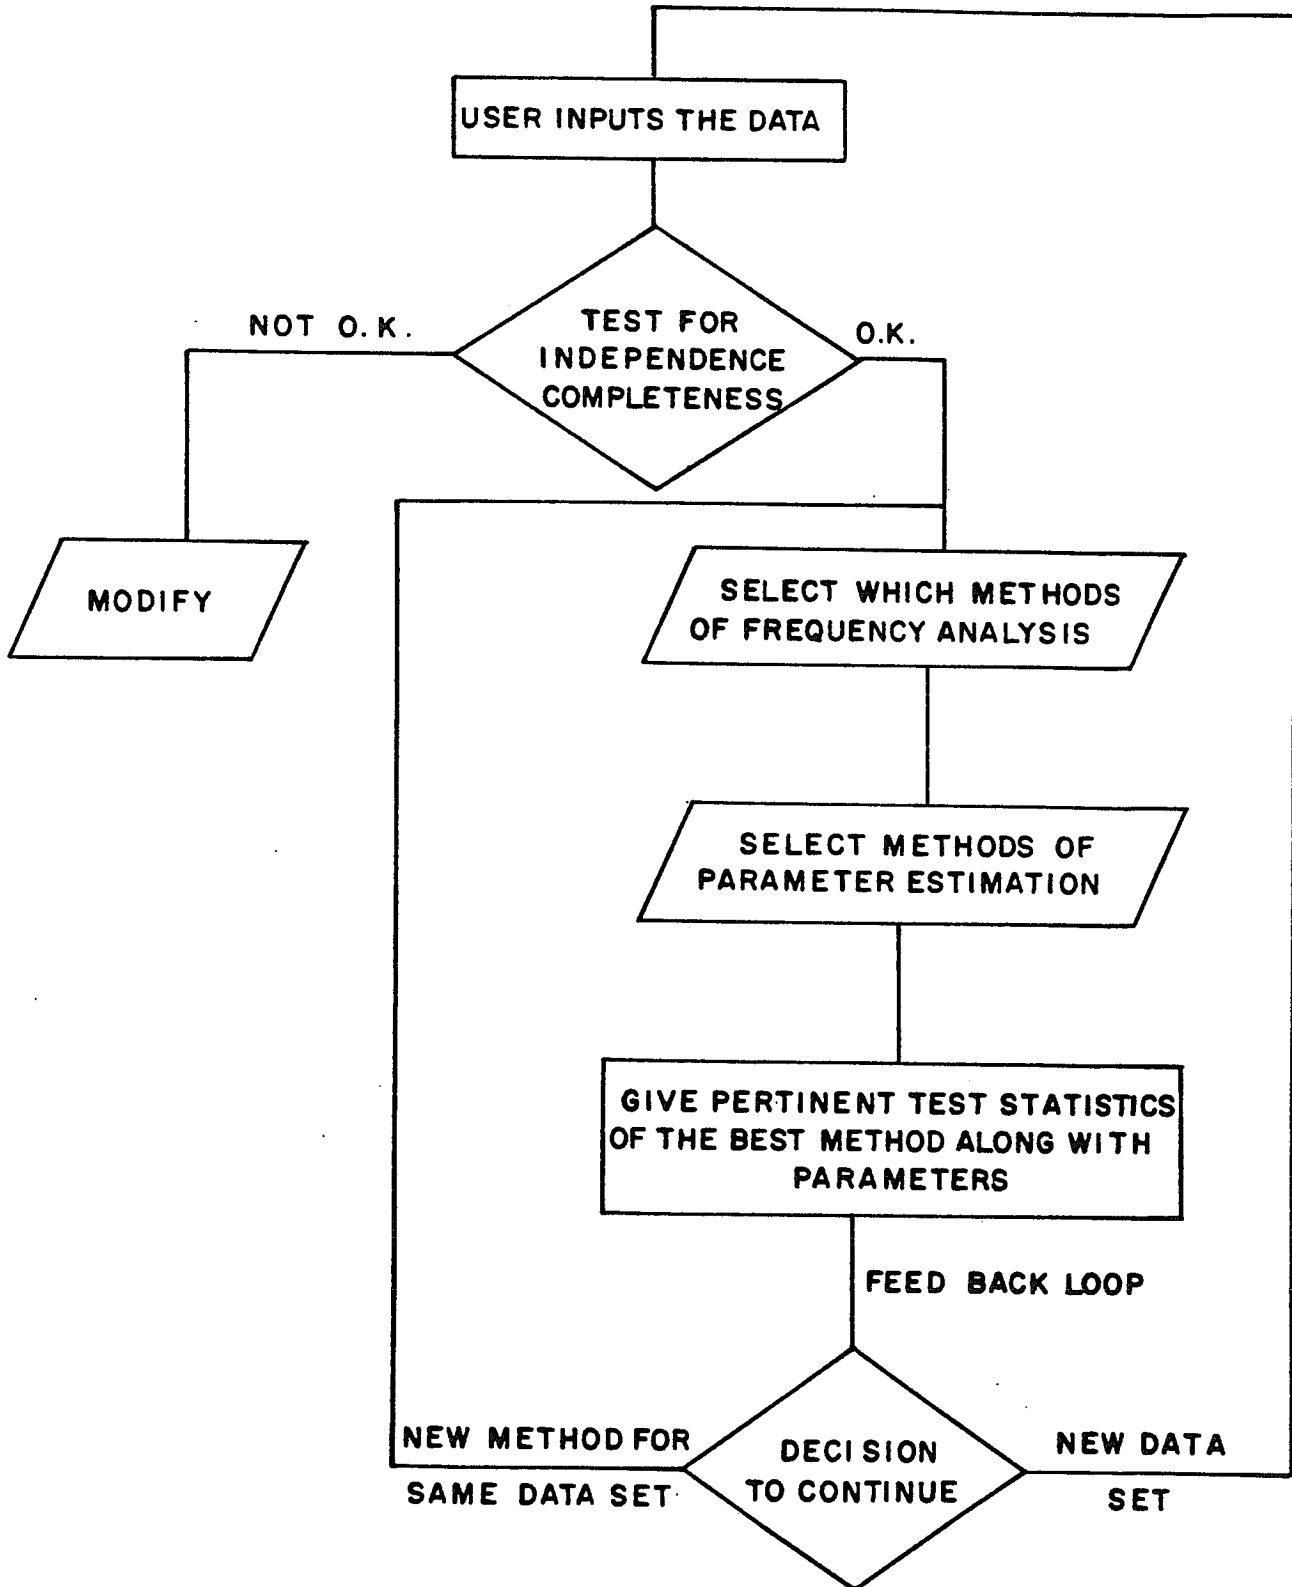 USER INPUTS THE DATA
NOT O.K.
O.K.
TEST FOR
INDEPENDENCE
COMPLETENESS
MODIFY
SELECT WHICH METHODS
OF FREQUENCY ANALYSIS
SELECT METHODS OF
PARAMETER ESTIMATION
GIVE PERTINENT TEST STATISTICS
OF THE BEST METHOD ALONG WITH
PARAMETERS
FEED BACK LOOP
NEW METHOD FOR
SAME DATA SET
DECISION
TO CONTINUE
NEW DATA
SET